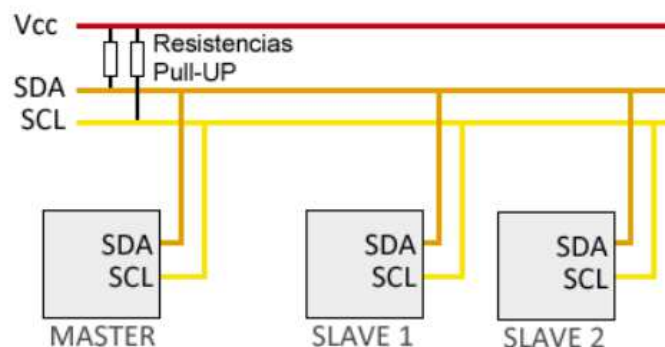 Vcc
Resistencias
Pull-UP
SDA
SCL
SDA
SCL
SDA
SCL
SDA
SCL
MASTER
SLAVE 1
SLAVE 2